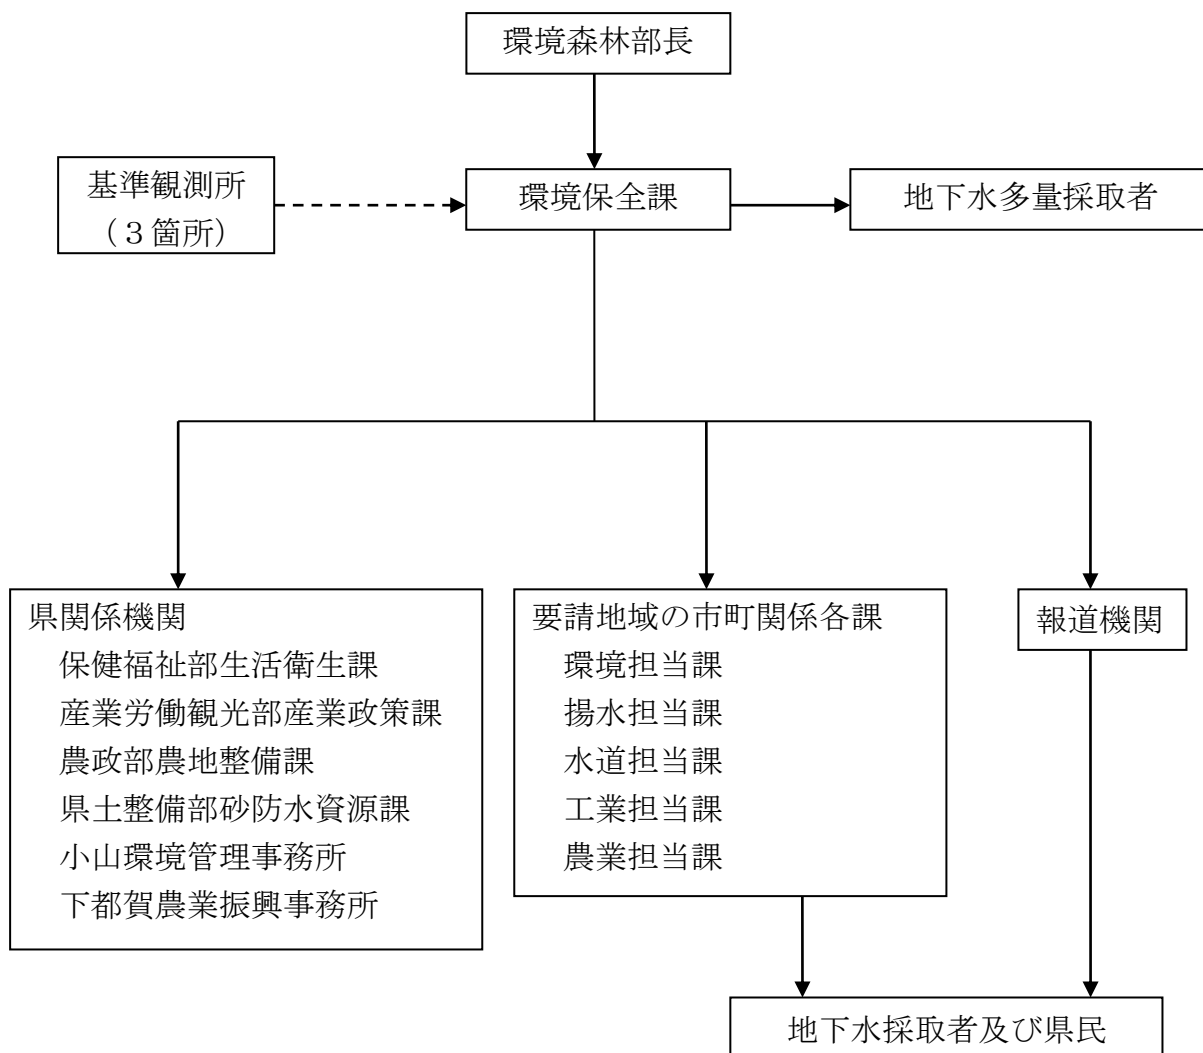 環境森林部長
基準観測所
（３箇所）
環境保全課
地下水多量採取者
県関係機関
保健福祉部生活衛生課
産業労働観光部産業政策課
農政部農地整備課
県土整備部砂防水資源課
小山環境管理事務所
下都賀農業振興事務所
要請地域の市町関係各課
環境担当課
揚水担当課
水道担当課
工業担当課
農業担当課
報道機関
地下水採取者及び県民